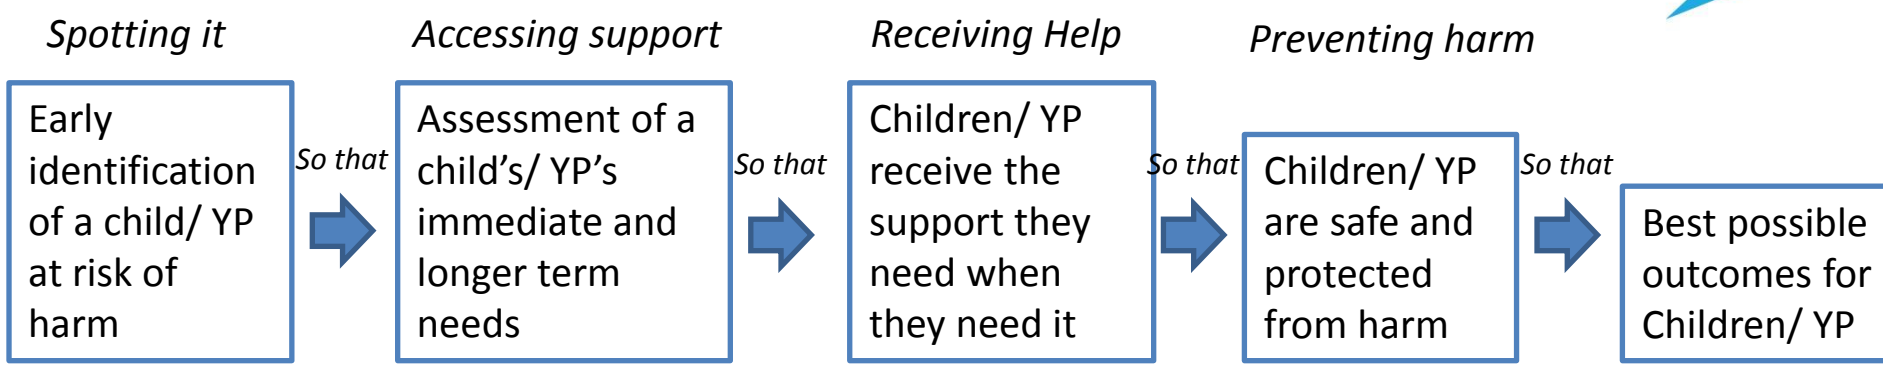 Spotting it
Early
identification
of a child/ YP
at risk of
harm
So that
Accessing support
Assessment of a
child's/ YP's
immediate and
longer term
needs
So that
Receiving Help
Children/ YP
receive the
support they
need when
they need it
So that
Preventing harm
Children/ YP
are safe and
protected
from harm
So that
Best possible
outcomes for
Children/ YP